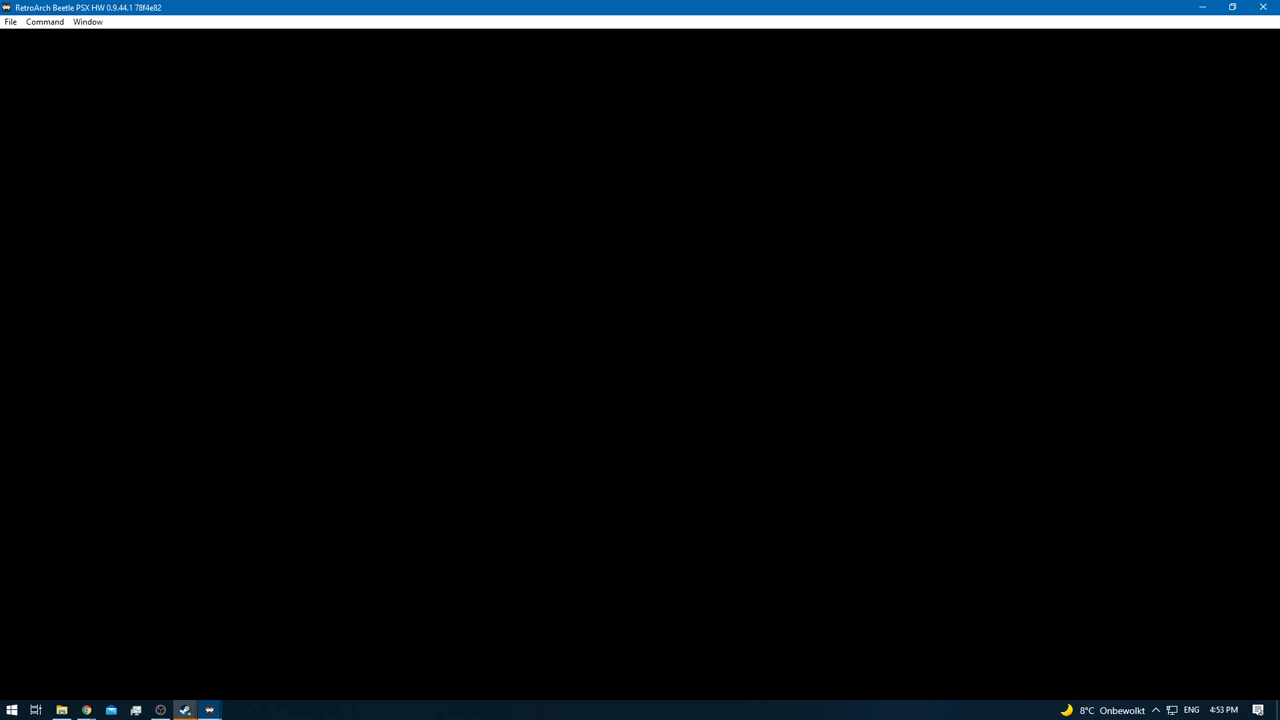 RetroArch Beetle PSX HW 0.9.44.1 78f4e82
File Command Window
8°C Onbewolkt ENG 4:53 PM